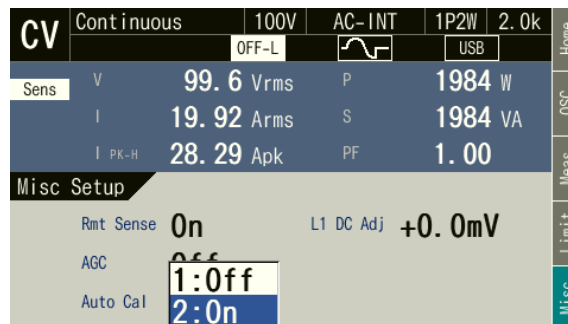 CV Continuous 100V AC-INT 1P2W 2.0k
OFF-L USB
Sens V 99.6 Vrms P 1984 W
I 19.92 Arms S 1984 VA
I PK-H 28.29 Apk PF 1.00
Misc Setup
Rmt Sense On L1 DC Adj +0.0mV
AGC Off
1:Off
Auto Cal 2:On
Home
OSC
Meas
Limit
Misc